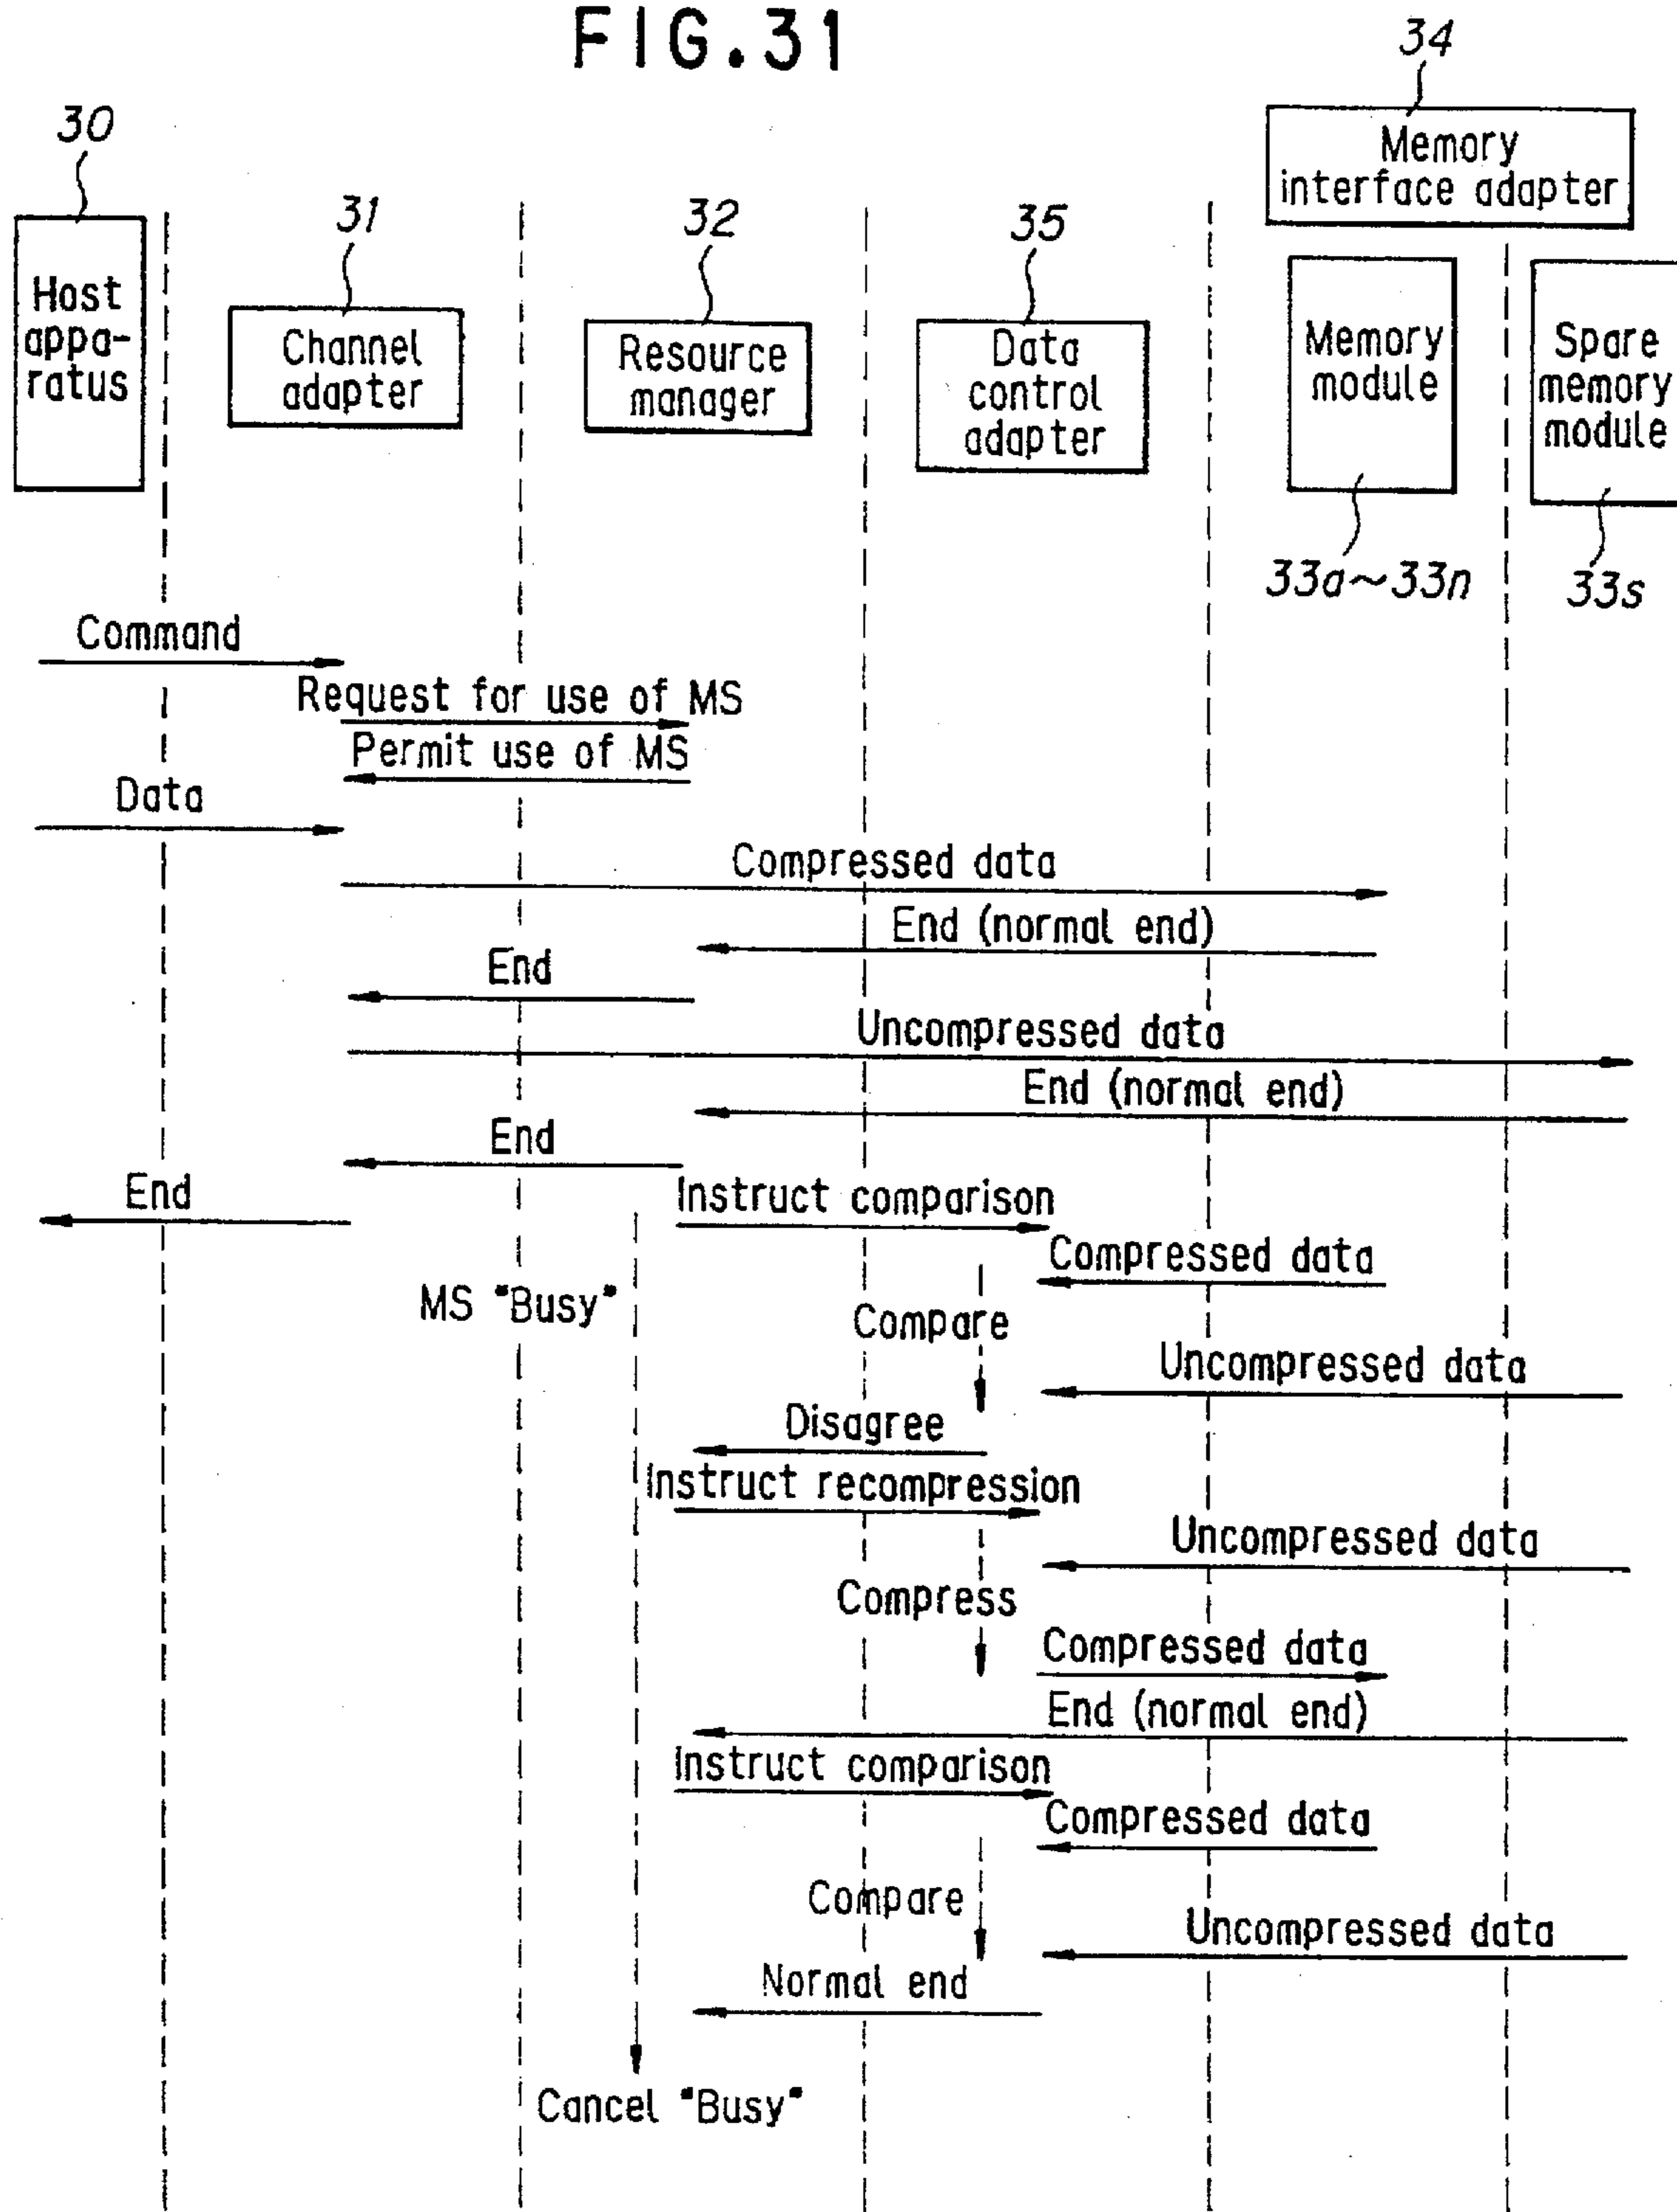 FIG.31
34
Memory
interface adapter
30
Host
appa-
ratus
31
Channel
adapter
32
Resource
manager
35
Data
control
adapter
Memory
module
33a~33n
Spare
memory
module
33s
Command
Request for use of MS
Permit use of MS
Data
Compressed data
End (normal end)
End
Uncompressed data
End (normal end)
End
End
Instruct comparison
Compressed data
MS "Busy"
Compare
Uncompressed data
Disagree
Instruct recompression
Uncompressed data
Compress
Compressed data
End (normal end)
Instruct comparison
Compressed data
Compare
Uncompressed data
Normal end
Cancel "Busy"